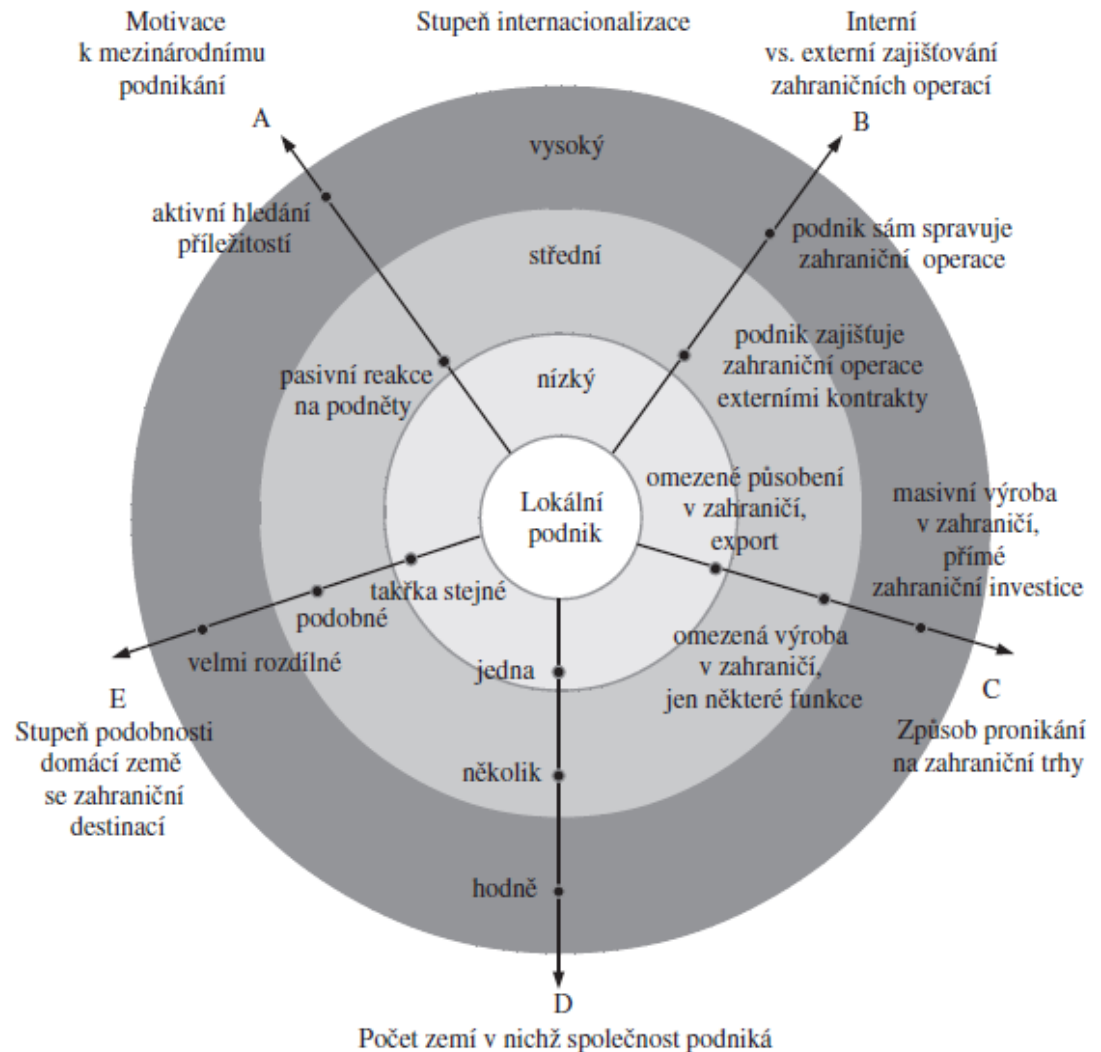 Motivace
k mezinárodnímu
podnikání
A
Stupeň internacionalizace
Interní
vs. externí zajišťování
zahraničních operací
B
vysoký
aktivní hledání
příležitostí
střední
podnik sám spravuje
zahraniční operace
pasivní reakce
na podněty
nízký
podnik zajišťuje
zahraniční operace
externími kontrakty
Lokální
podnik
omezené působení
v zahraničí,
export
masivní výroba
v zahraničí,
přímé
zahraniční investice
takřka stejné
podobné
velmi rozdílné
omezená výroba
v zahraničí,
jen některé funkce
jedna
E
Stupeň podobnosti
domácí země
se zahraniční
destinací
C
Způsob pronikání
na zahraniční trhy
několik
hodně
D
Počet zemí v nichž společnost podniká